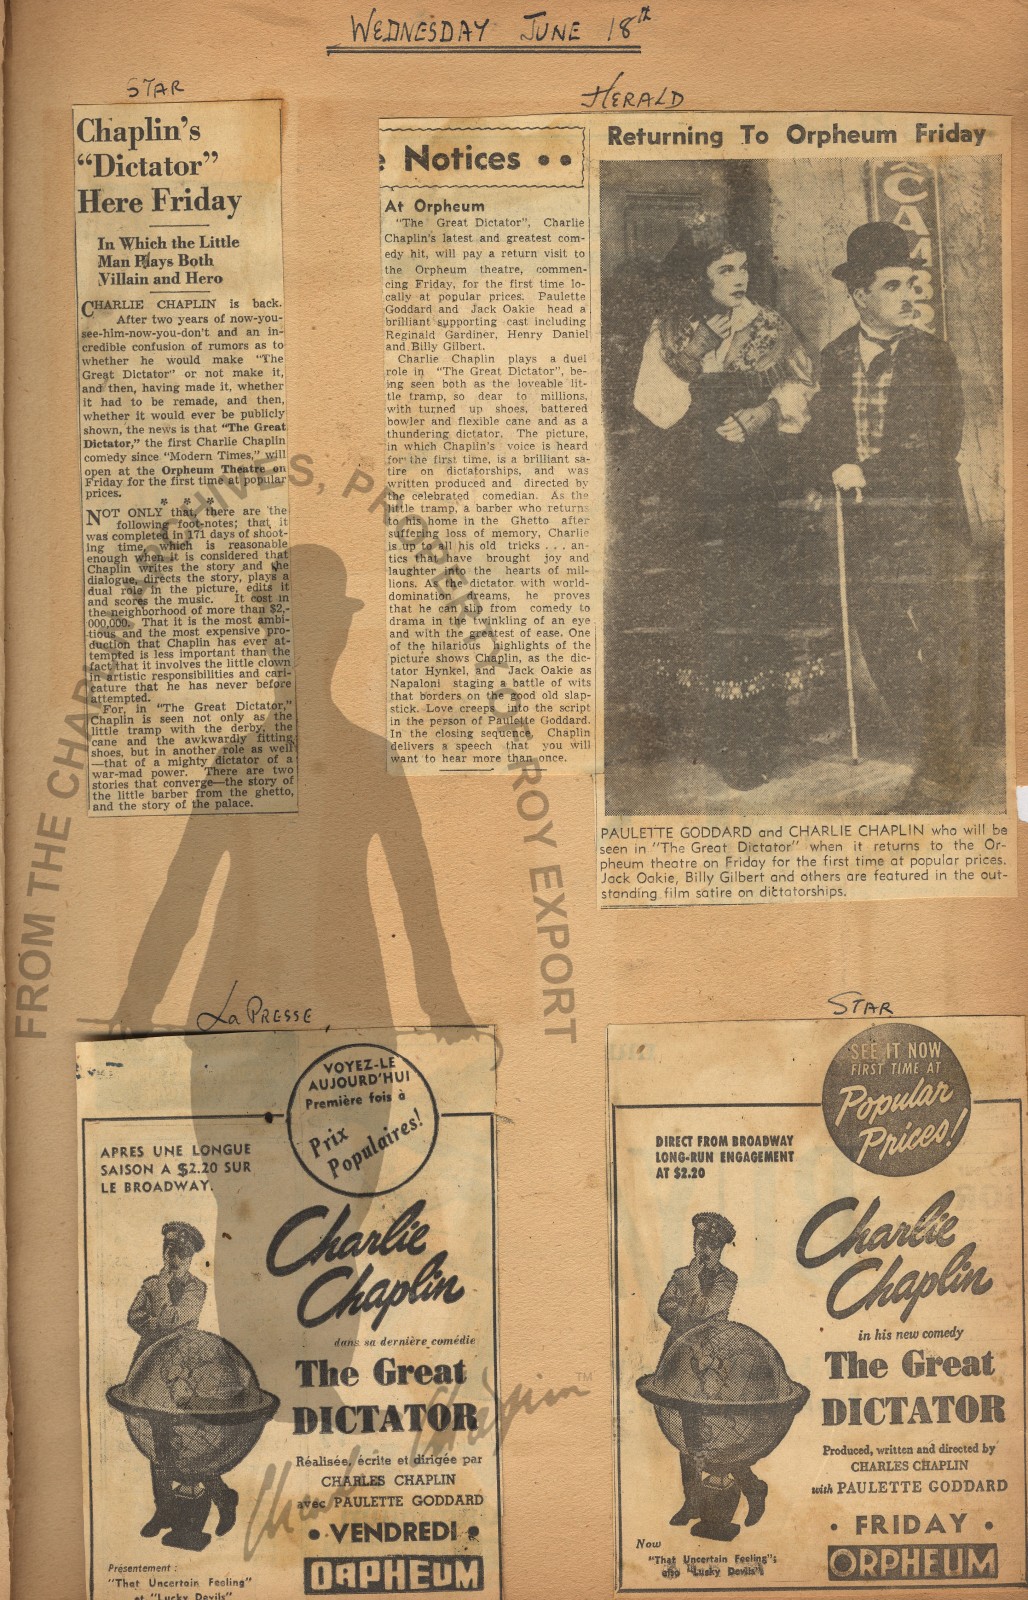 WEDNESDAY JUNE 18th
STAR
Chaplin's
"Dictator"
Here Friday
In Which the Little
Man Plays Both
Villain and Hero
CHARLIE CHAPLIN is back.
After two years of now-you-
see-him-now-you-don't and an in-
credible confusion of rumors as to
whether he would make "The
Great Dictator" or not make it,
and then, having made it, whether
it had to be remade, and then,
whether it would ever be publicly
shown, the news is that "The Great
Dictator," the first Charlie Chaplin
comedy since "Modern Times," will
open at the Orpheum Theatre on
Friday for the first time at popular
prices.
* * *
NOT ONLY that, there are the
following foot-notes; that it
was completed in 171 days of shoot-
ing time, which is reasonable
enough when it is considered that
Chaplin writes the story and the
dialogue, directs the story, plays a
dual role in the picture, edits it
and scores the music. It cost in
the neighborhood of more than $2,-
000,000. That it is the most ambi-
tious and the most expensive pro-
duction that Chaplin has ever at-
tempted is less important than the
fact that it involves the little clown
in artistic responsibilities and cari-
cature that he has never before
attempted.
For, in "The Great Dictator,"
Chaplin is seen not only as the
little tramp with the derby, the
cane and the awkwardly fitting
shoes, but in another role as well
—that of a mighty dictator of a
war-mad power. There are two
stories that converge—the story of
the little barber from the ghetto,
and the story of the palace.
HERALD
e Notices ••
At Orpheum
"The Great Dictator", Charlie
Chaplin's latest and greatest com-
edy hit, will pay a return visit to
the Orpheum theatre, commen-
cing Friday, for the first time lo-
cally at popular prices. Paulette
Goddard and Jack Oakie head a
brilliant supporting cast including
Reginald Gardiner, Henry Daniel
and Billy Gilbert.
Charlie Chaplin plays a duel
role in "The Great Dictator", be-
ing seen both as the loveable lit-
tle tramp, so dear to millions,
with turned up shoes, battered
bowler and flexible cane and as a
thundering dictator. The picture,
in which Chaplin's voice is heard
for the first time, is a brilliant sa-
tire on dictatorships, and was
written produced and directed by
the celebrated comedian. As the
little tramp, a barber who returns
to his home in the Ghetto after
suffering loss of memory, Charlie
is up to all his old tricks . . . an-
tics that have brought joy and
laughter into the hearts of mil-
lions. As the dictator with world-
domination dreams, he proves
that he can slip from comedy to
drama in the twinkling of an eye
and with the greatest of ease. One
of the hilarious highlights of the
picture shows Chaplin, as the dic-
tator Hynkel, and Jack Oakie as
Napaloni staging a battle of wits
that borders on the good old slap-
stick. Love creeps into the script
in the person of Paulette Goddard.
In the closing sequence, Chaplin
delivers a speech that you will
want to hear more than once.
Returning To Orpheum Friday
PAULETTE GODDARD and CHARLIE CHAPLIN who will be
seen in "The Great Dictator" when it returns to the Or-
pheum theatre on Friday for the first time at popular prices.
Jack Oakie, Billy Gilbert and others are featured in the out-
standing film satire on dictatorships.
FROM THE CHAPLIN ARCHIVES, PROPERTY OF ROY EXPORT
La PRESSE
VOYEZ-LE
AUJOURD'HUI
Première fois à
Prix
Populaires!
APRES UNE LONGUE
SAISON A $2.20 SUR
LE BROADWAY.
Charlie
Chaplin
dans sa dernière comédie
The Great
DICTATOR
Réalisée, écrite et dirigée par
CHARLES CHAPLIN
avec PAULETTE GODDARD
• VENDREDI •
ORPHEUM
Présentement :
"That Uncertain Feeling"
et "Lucky Devils"
Charlie Chaplin TM
STAR
SEE IT NOW
FIRST TIME AT
Popular
Prices!
DIRECT FROM BROADWAY
LONG-RUN ENGAGEMENT
AT $2.20
Charlie
Chaplin
in his new comedy
The Great
DICTATOR
Produced, written and directed by
CHARLES CHAPLIN
with PAULETTE GODDARD
• FRIDAY •
ORPHEUM
Now
"That Uncertain Feeling";
also "Lucky Devils"